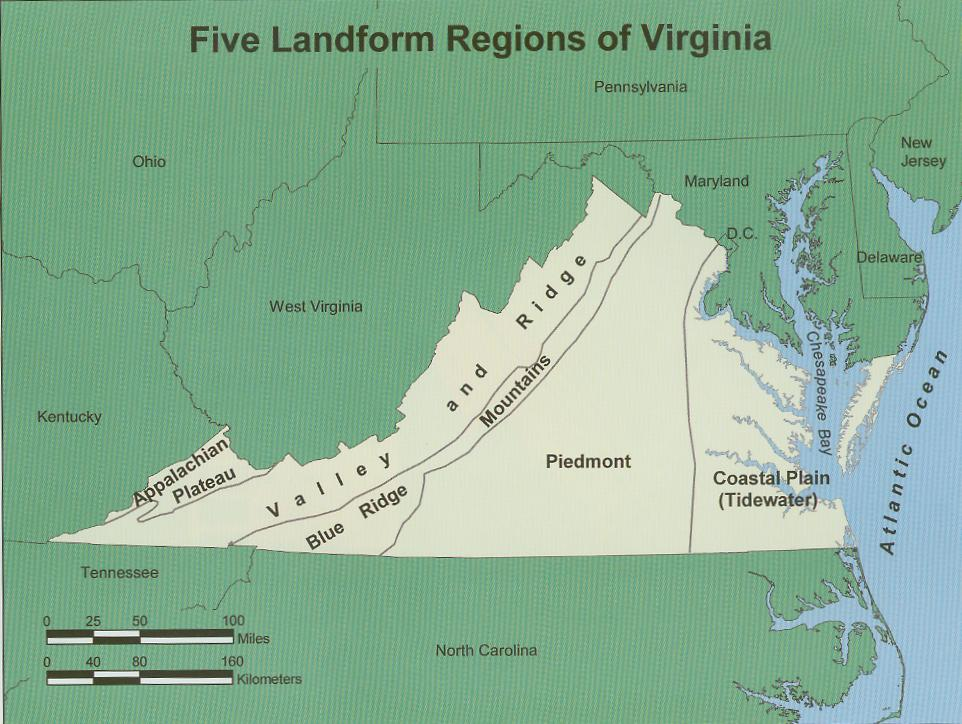 Five Landform Regions of Virginia
Pennsylvania
Ohio
New
Jersey
Maryland
D.C.
Delaware
West Virginia
Valley and Ridge
Chesapeake Bay
Blue Ridge Mountains
Kentucky
Appalachian
Plateau
Piedmont
Coastal Plain
(Tidewater)
Atlantic Ocean
Tennessee
North Carolina
0 25 50 100
Miles
0 40 80 160
Kilometers